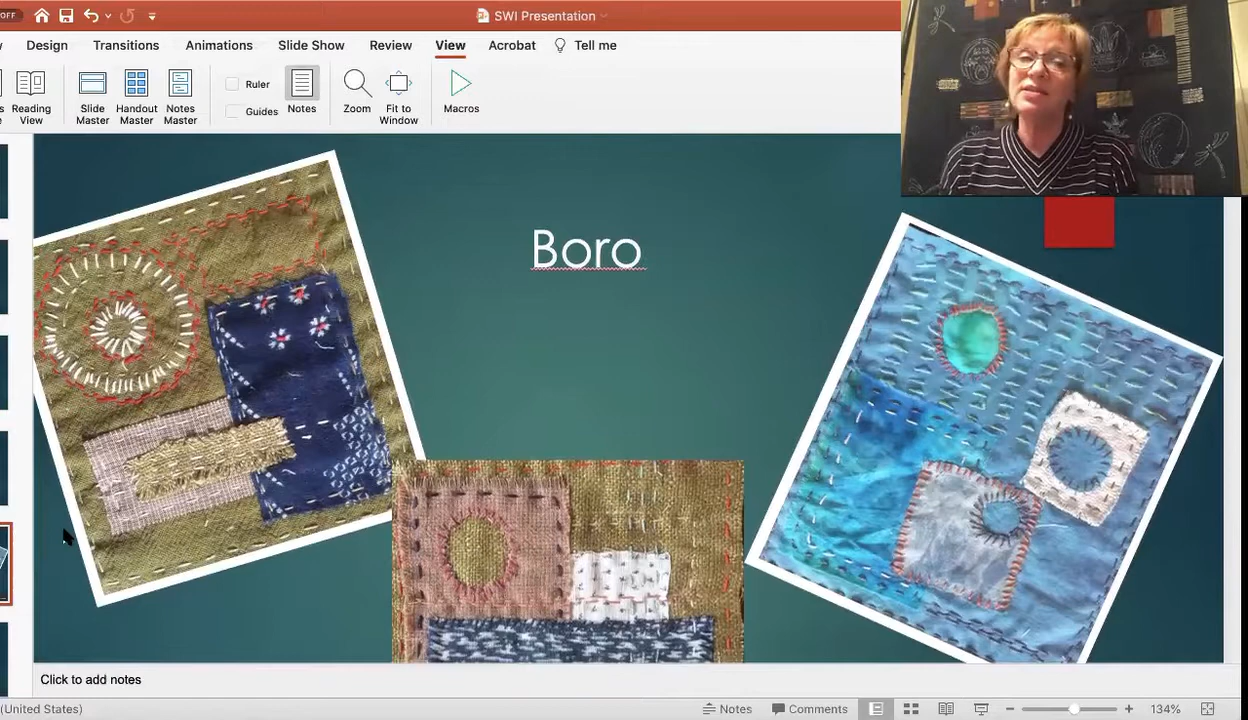 OFF
SWI Presentation
w Design Transitions Animations Slide Show Review View Acrobat Tell me
s Reading View
Slide Master
Handout Master
Notes Master
Ruler
Guides
Notes
Zoom
Fit to Window
Macros
Boro
Click to add notes
(United States)
Notes
Comments
134%